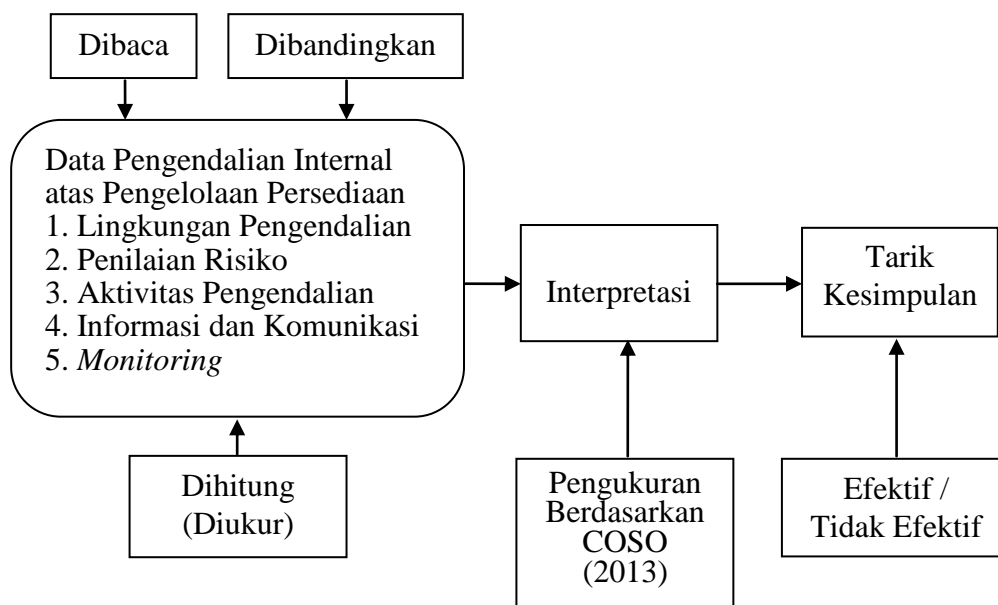 Dibaca
Dibandingkan
Data Pengendalian Internal
atas Pengelolaan Persediaan
1. Lingkungan Pengendalian
2. Penilaian Risiko
3. Aktivitas Pengendalian
4. Informasi dan Komunikasi
5. Monitoring
Interpretasi
Tarik
Kesimpulan
Dihitung
(Diukur)
Pengukuran
Berdasarkan
COSO
(2013)
Efektif /
Tidak Efektif